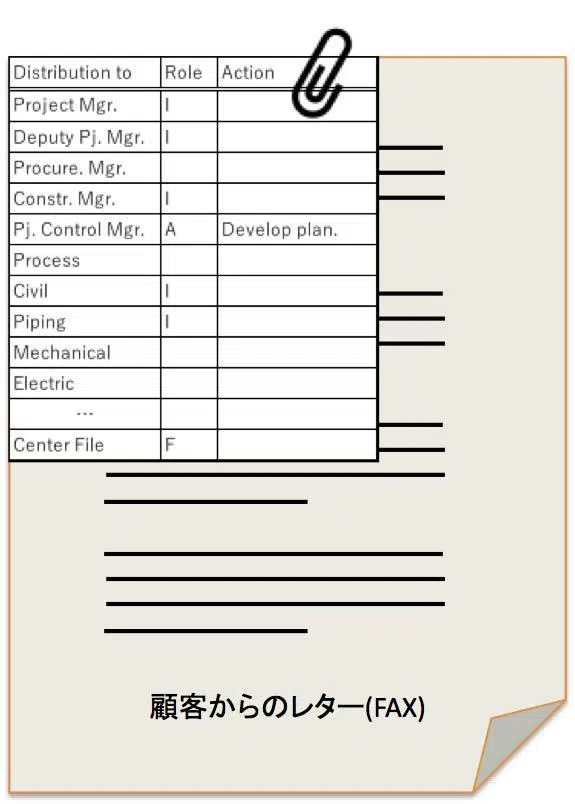 Distribution to Role Action
Project Mgr. I
Deputy Pj. Mgr. I
Procure. Mgr.
Constr. Mgr. I
Pj. Control Mgr. A Develop plan.
Process
Civil I
Piping I
Mechanical
Electric
…
Center File F
顧客からのレター(FAX)